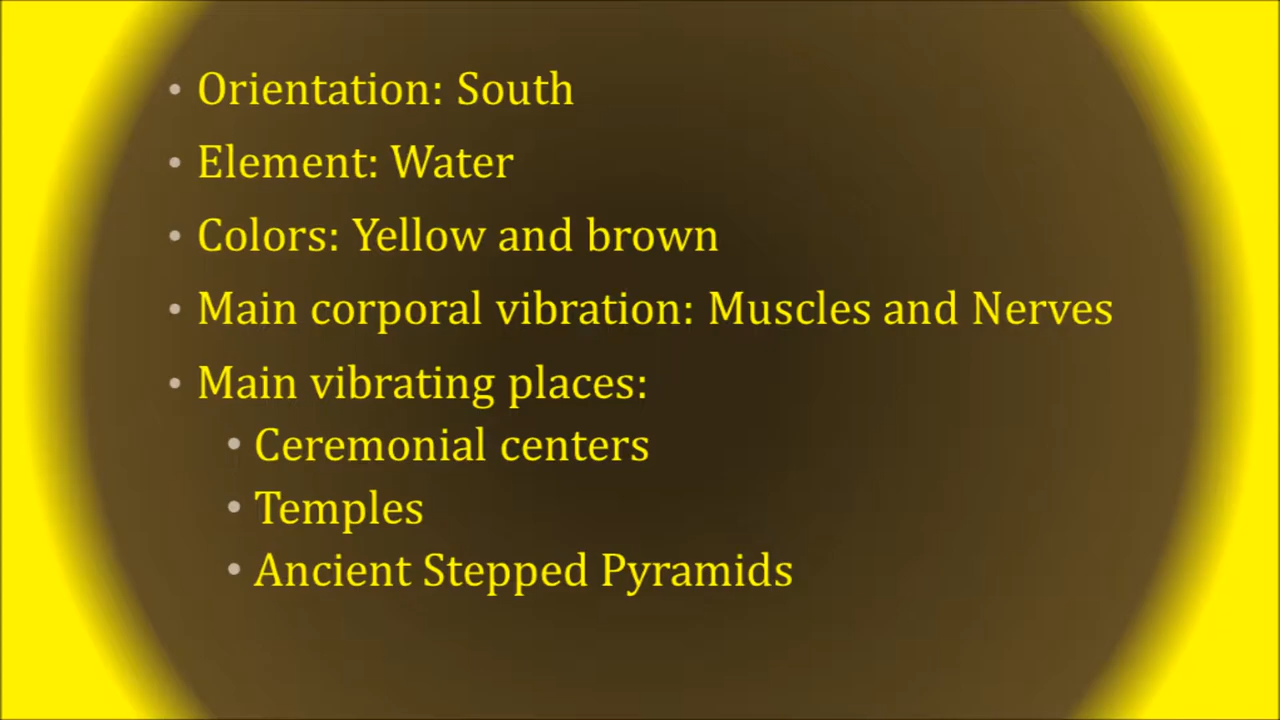 • Orientation: South
• Element: Water
• Colors: Yellow and brown
• Main corporal vibration: Muscles and Nerves
• Main vibrating places:
• Ceremonial centers
• Temples
• Ancient Stepped Pyramids